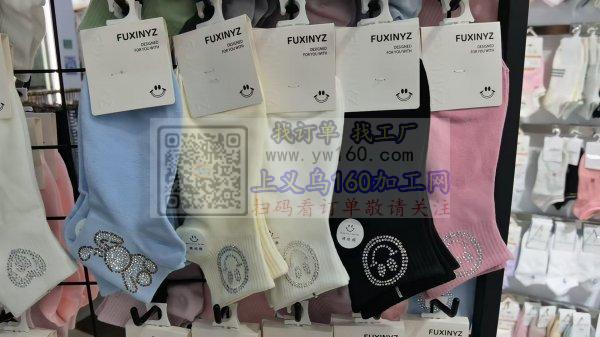 FUXINYZ
DESIGNED
FOR YOU WITH
FUXINYZ
DESIGNED
FOR YOU WITH
FUXINYZ
DESIGNED
FOR YOU WITH
FUXINYZ
DESIGNED
FOR YOU WITH
FUXINYZ
DESIGNED
FOR YOU WITH
找订单 找工厂
www.yw160.com
上义乌160加工网
扫码看订单敬请关注
FUXINYZ
FUXINYZ